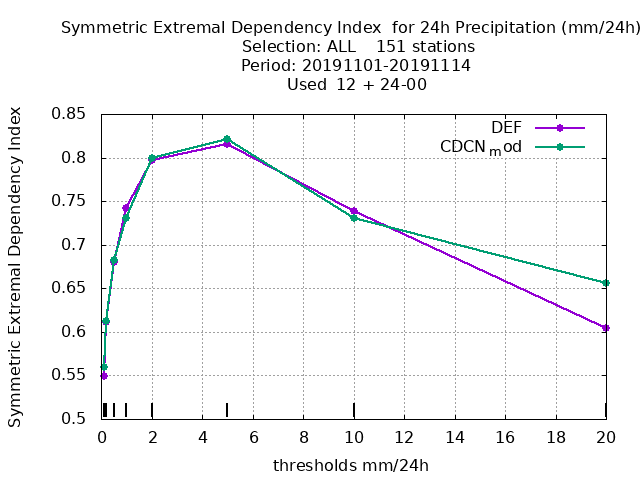 Symmetric Extremal Dependency Index  for 24h Precipitation (mm/24h)
Selection: ALL    151 stations
Period: 20191101-20191114
Used  12 + 24-00
DEF
CDCNmod
0.85
0.8
0.75
0.7
0.65
0.6
0.55
0.5
Symmetric Extremal Dependency Index
0 2 4 6 8 10 12 14 16 18 20
thresholds mm/24h